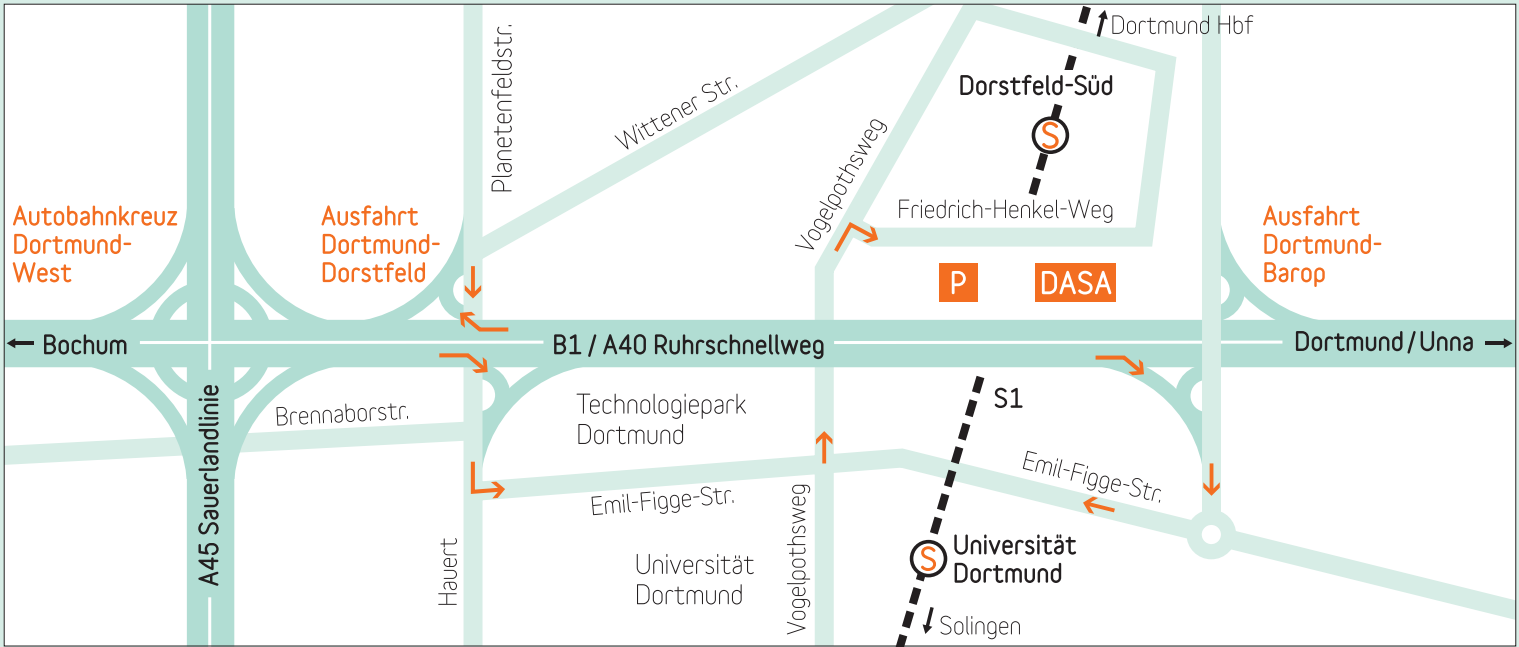 Dortmund Hbf
Planetenfeldstr.
Wittener Str.
Dorstfeld-Süd
S
Vogelpothsweg
Friedrich-Henkel-Weg
Autobahnkreuz
Dortmund-
West
Ausfahrt
Dortmund-
Dorstfeld
Ausfahrt
Dortmund-
Barop
P
DASA
Bochum
B1 / A40 Ruhrschnellweg
Dortmund / Unna
A45 Sauerlandlinie
Brennaborstr.
Technologiepark
Dortmund
S1
Emil-Figge-Str.
Emil-Figge-Str.
Hauert
Universität
Dortmund
Vogelpothsweg
S
Universität
Dortmund
Solingen